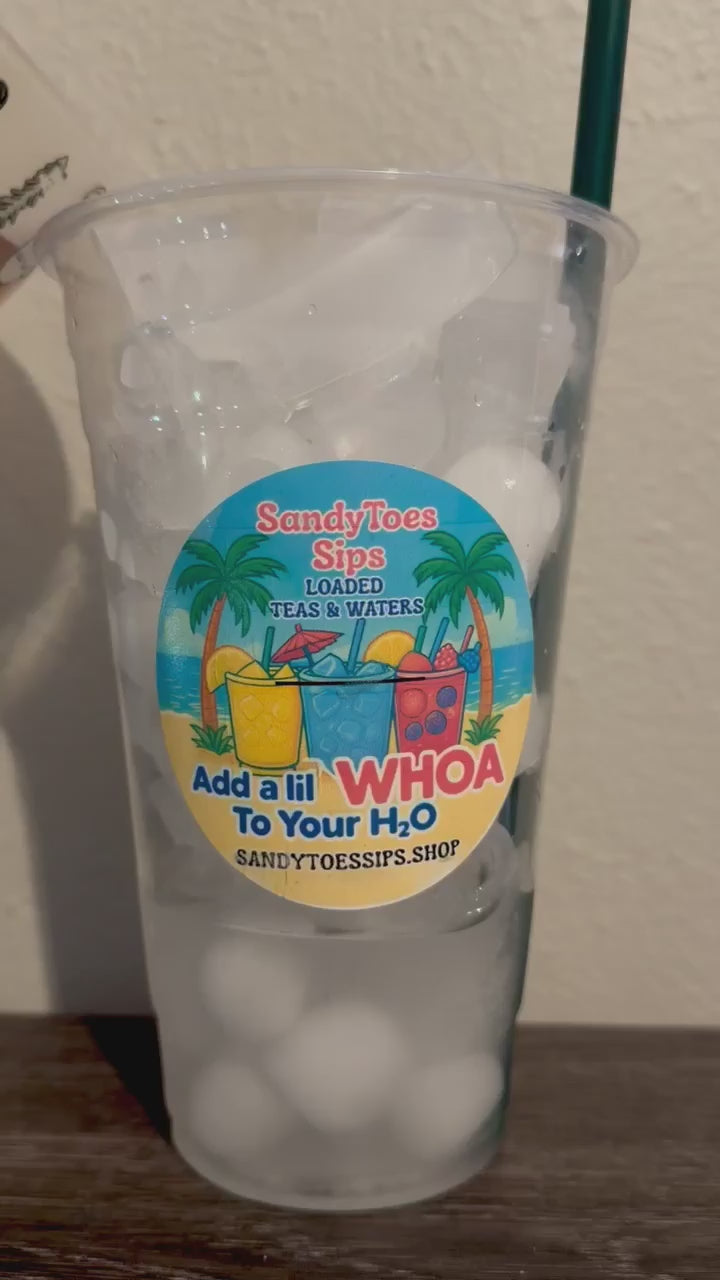 SandyToes
Sips
LOADED
TEAS & WATERS
Add a lil WHOA
To Your H₂O
SANDYTOESSIPS.SHOP